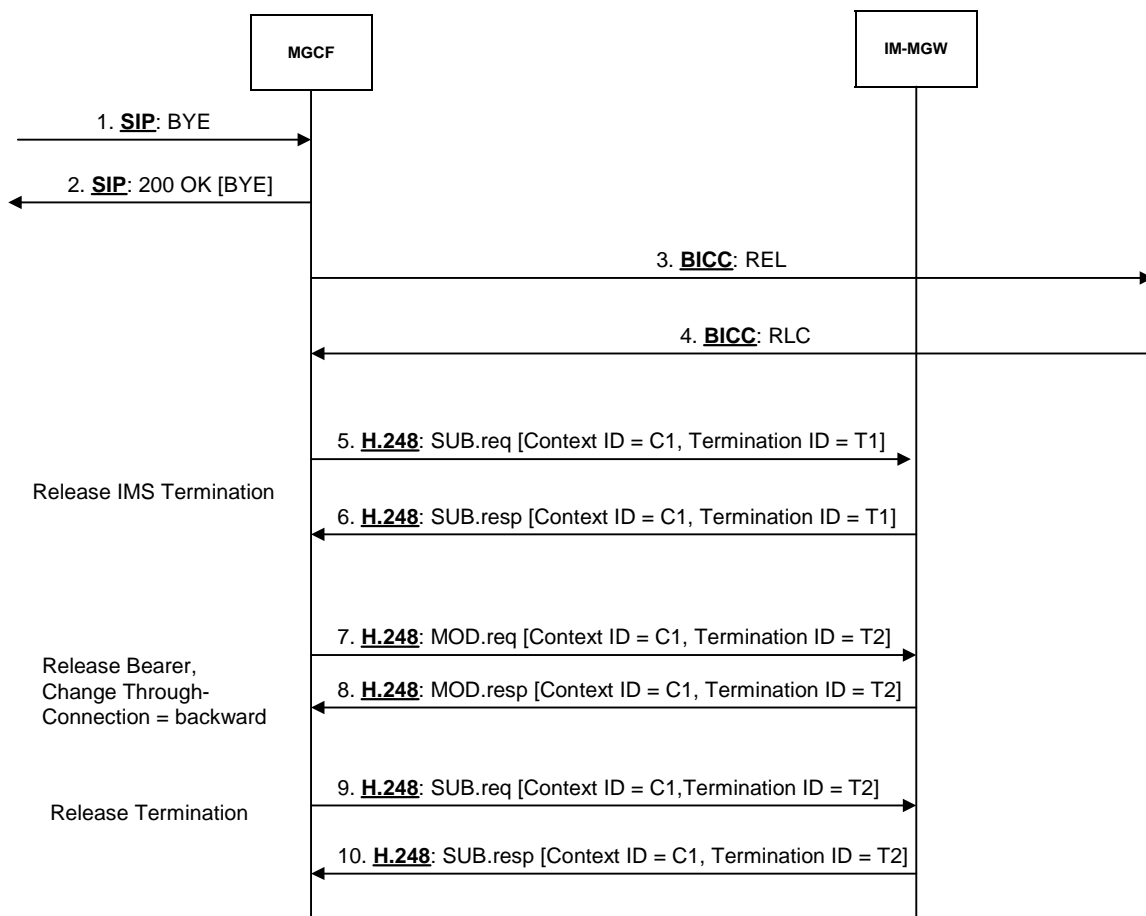 MGCF
IM-MGW
1. SIP: BYE
2. SIP: 200 OK [BYE]
3. BICC: REL
4. BICC: RLC
5. H.248: SUB.req [Context ID = C1, Termination ID = T1]
Release IMS Termination
6. H.248: SUB.resp [Context ID = C1, Termination ID = T1]
7. H.248: MOD.req [Context ID = C1, Termination ID = T2]
Release Bearer,
Change Through-
Connection = backward
8. H.248: MOD.resp [Context ID = C1, Termination ID = T2]
9. H.248: SUB.req [Context ID = C1,Termination ID = T2]
Release Termination
10. H.248: SUB.resp [Context ID = C1, Termination ID = T2]